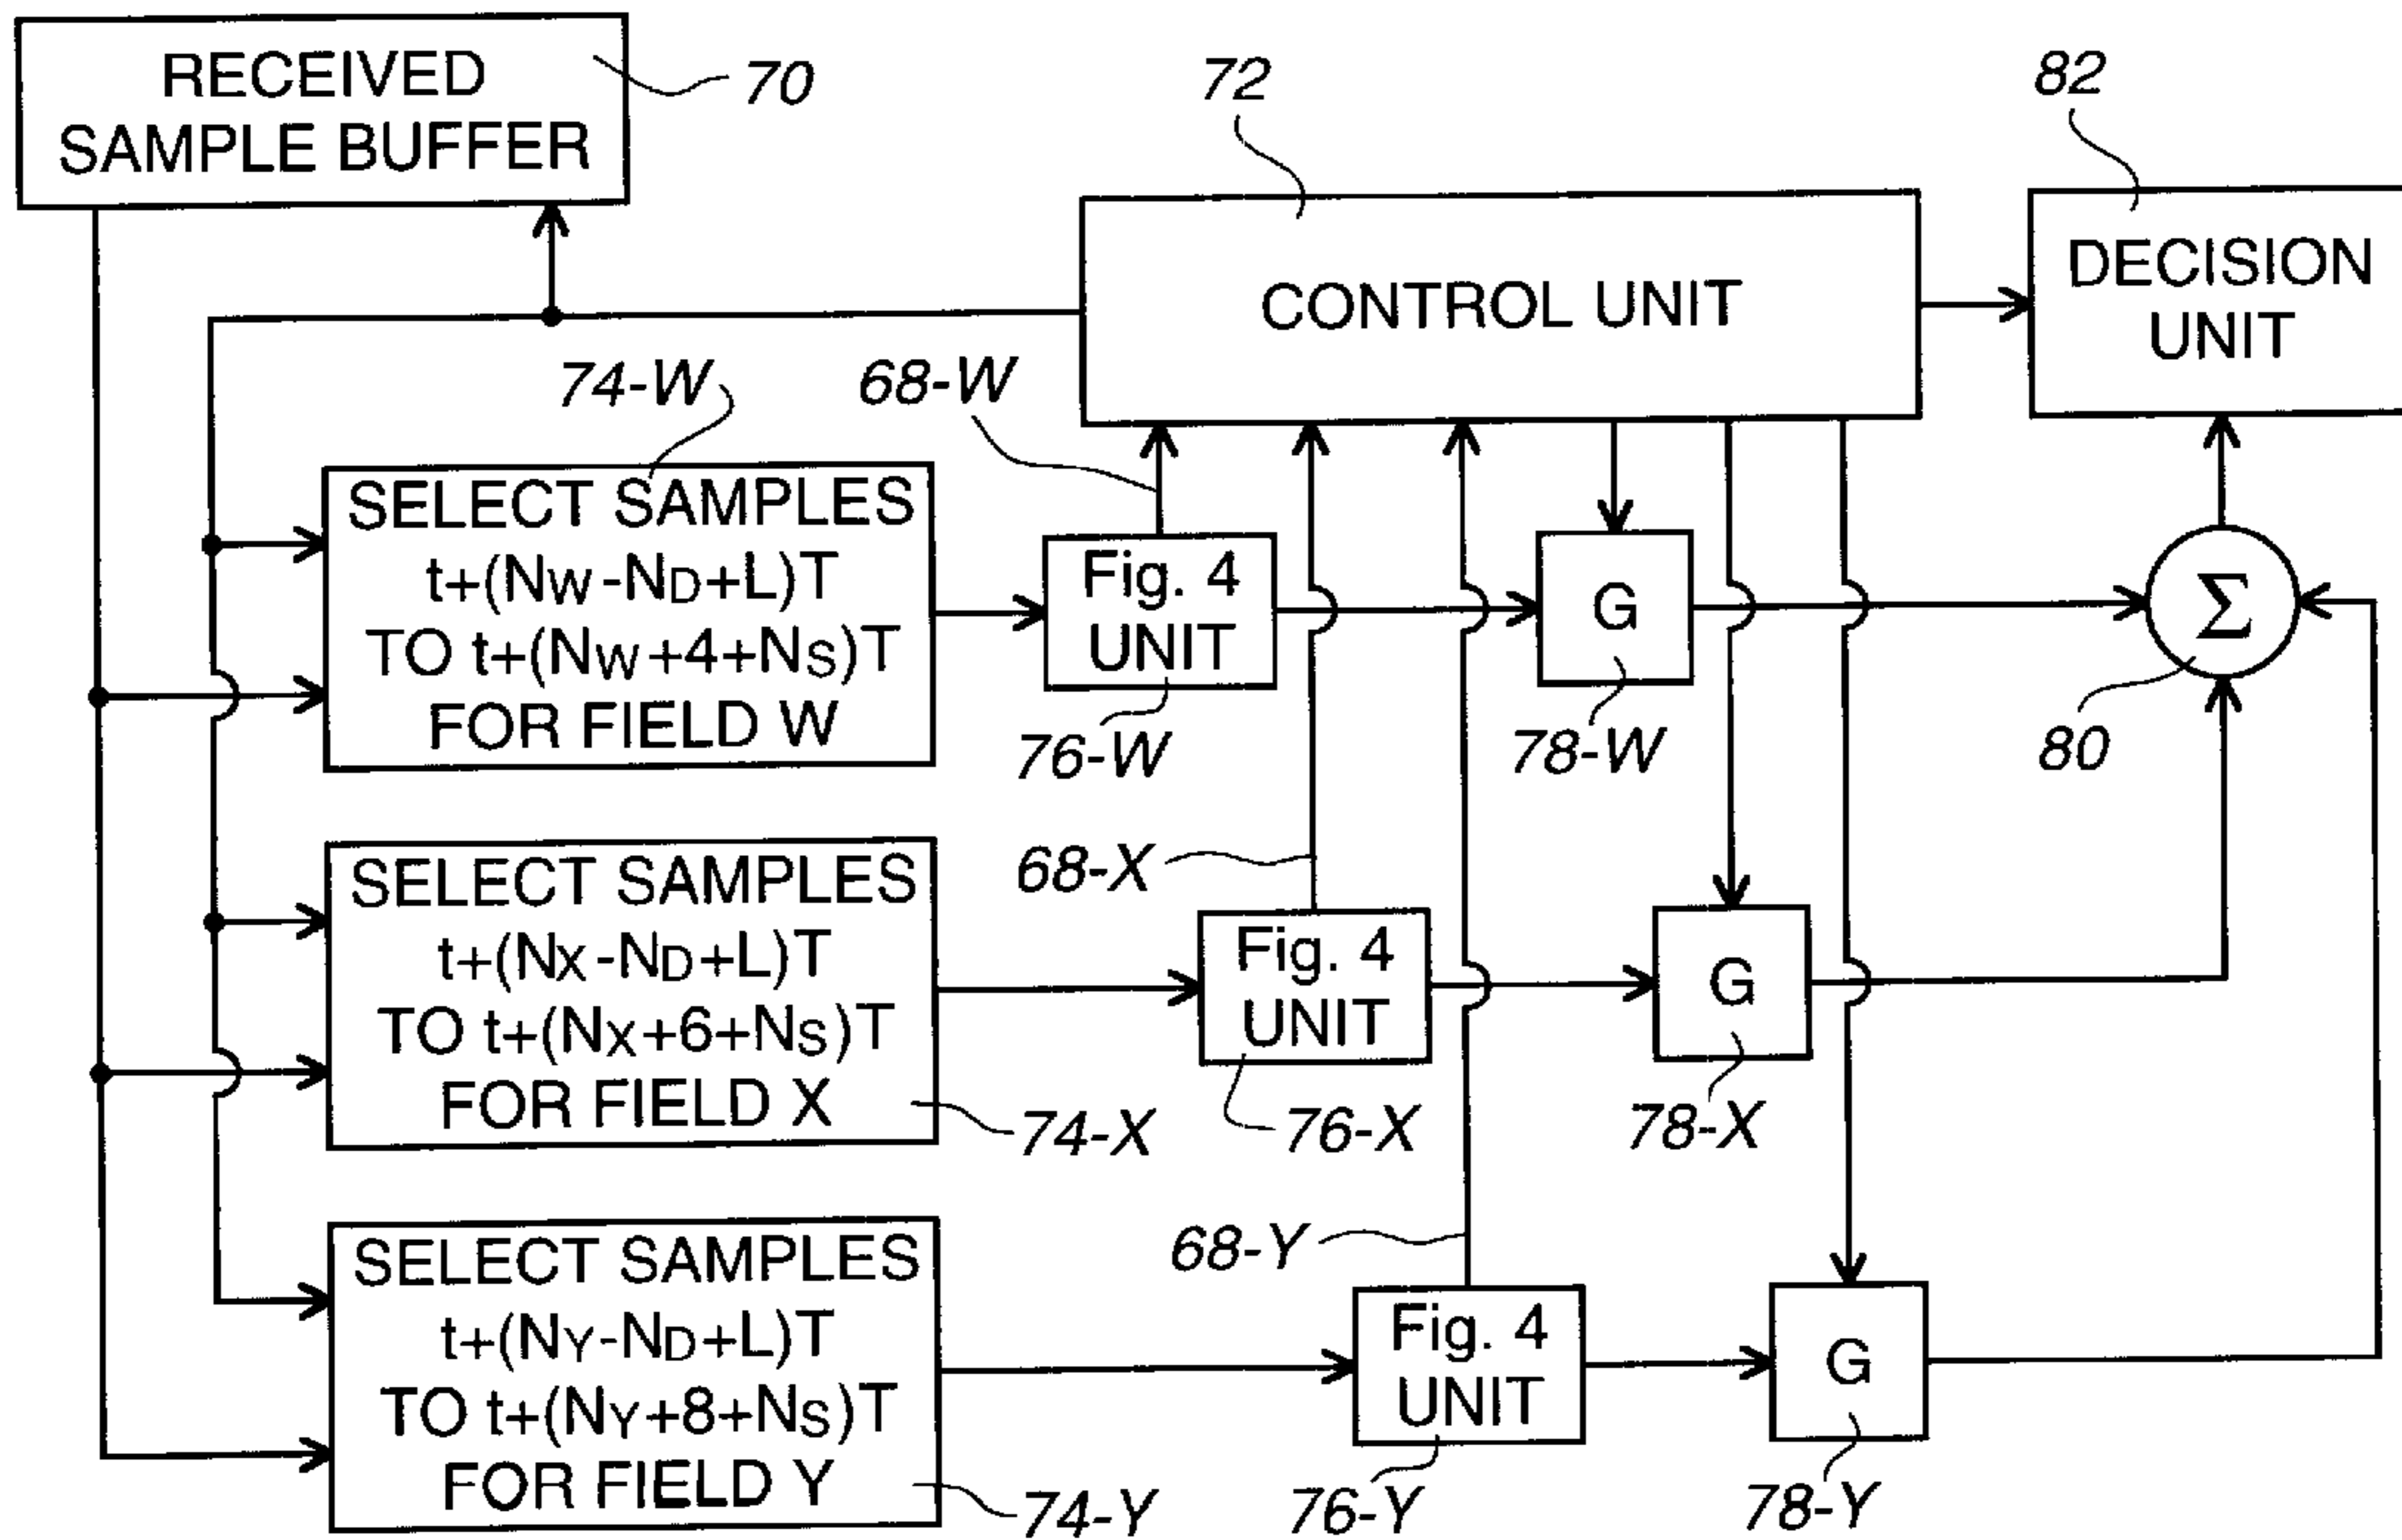 RECEIVED
SAMPLE BUFFER
70
72
82
CONTROL UNIT
DECISION
UNIT
74-W
68-W
SELECT SAMPLES
t+(NW-ND+L)T
TO t+(NW+4+NS)T
FOR FIELD W
Fig. 4
UNIT
76-W
G
78-W
Σ
80
SELECT SAMPLES
t+(NX-ND+L)T
TO t+(NX+6+NS)T
FOR FIELD X
74-X
68-X
Fig. 4
UNIT
76-X
G
78-X
SELECT SAMPLES
t+(NY-ND+L)T
TO t+(NY+8+NS)T
FOR FIELD Y
74-Y
68-Y
Fig. 4
UNIT
76-Y
G
78-Y